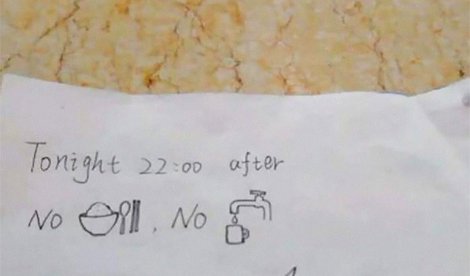 Tonight 22:00 after
No , No